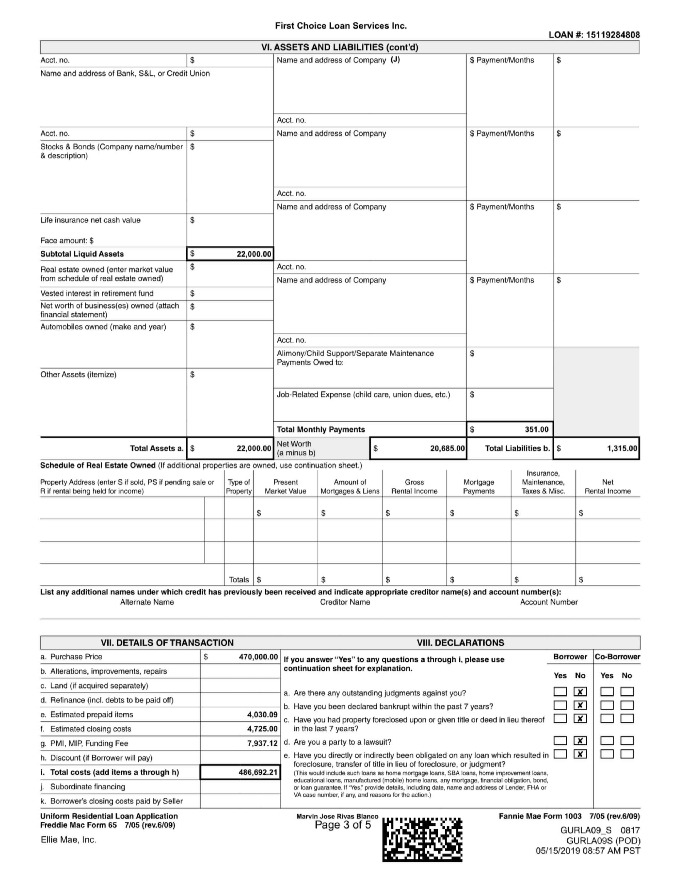 First Choice Loan Services Inc.
LOAN #: 15119284808
VI. ASSETS AND LIABILITIES (cont'd)
Acct. no. $
Name and address of Bank, S&L, or Credit Union
Name and address of Company (J) $ Payment/Months $
Acct. no.
Acct. no. $
Name and address of Company $ Payment/Months $
Stocks & Bonds (Company name/number $
& description)
Acct. no.
Name and address of Company $ Payment/Months $
Life insurance net cash value $
Face amount: $
Subtotal Liquid Assets $ 22,000.00
Acct. no.
Real estate owned (enter market value $
from schedule of real estate owned)
Name and address of Company $ Payment/Months $
Vested interest in retirement fund $
Net worth of business(es) owned (attach $
financial statement)
Automobiles owned (make and year) $
Acct. no.
Alimony/Child Support/Separate Maintenance $
Payments Owed to:
Other Assets (itemize) $
Job-Related Expense (child care, union dues, etc.) $
Total Monthly Payments $ 351.00
Total Assets a. $ 22,000.00 Net Worth (a minus b) $ 20,685.00 Total Liabilities b. $ 1,315.00
Schedule of Real Estate Owned (If additional properties are owned, use continuation sheet.)
Property Address (enter S if sold, PS if pending sale or
R if rental being held for income)
Type of
Property
Present
Market Value
Amount of
Mortgages & Liens
Gross
Rental Income
Mortgage
Payments
Insurance,
Maintenance,
Taxes & Misc.
Net
Rental Income
$ $ $ $ $ $
Totals $ $ $ $ $ $
List any additional names under which credit has previously been received and indicate appropriate creditor name(s) and account number(s):
Alternate Name Creditor Name Account Number
VII. DETAILS OF TRANSACTION
a. Purchase Price $ 470,000.00
b. Alterations, improvements, repairs
c. Land (if acquired separately)
d. Refinance (incl. debts to be paid off)
e. Estimated prepaid items 4,030.09
f. Estimated closing costs 4,725.00
g. PMI, MIP, Funding Fee 7,937.12
h. Discount (if Borrower will pay)
i. Total costs (add items a through h) 486,692.21
j. Subordinate financing
k. Borrower's closing costs paid by Seller
VIII. DECLARATIONS
If you answer "Yes" to any questions a through i, please use
continuation sheet for explanation.
Borrower Co-Borrower
Yes No Yes No
a. Are there any outstanding judgments against you? X
b. Have you been declared bankrupt within the past 7 years? X
c. Have you had property foreclosed upon or given title or deed in lieu thereof X
in the last 7 years?
d. Are you a party to a lawsuit? X
e. Have you directly or indirectly been obligated on any loan which resulted in X
foreclosure, transfer of title in lieu of foreclosure, or judgment?
(This would include such loans as home mortgage loans, SBA loans, home improvement loans,
educational loans, manufactured (mobile) home loans, any mortgage, financial obligation, bond,
or loan guarantee. If "Yes," provide details, including date, name and address of Lender, FHA or
VA case number, if any, and reasons for the action.)
Uniform Residential Loan Application
Freddie Mac Form 65 7/05 (rev.6/09)
Ellie Mae, Inc.
Marvin Jose Rivas Blanco
Page 3 of 5
Fannie Mae Form 1003 7/05 (rev.6/09)
GURLA09_S 0817
GURLA09S (POD)
05/15/2019 08:57 AM PST